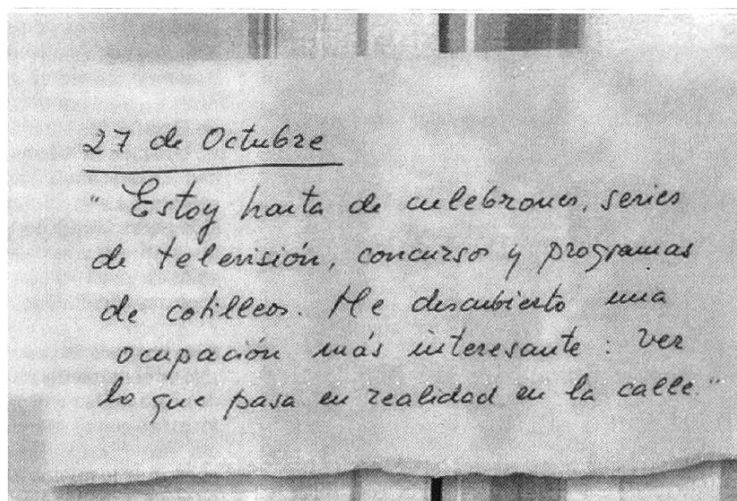 27 de Octubre
"Estoy harta de culebrones, series
de televisión, concursos y programas
de cotilleos. He descubierto una
ocupación más interesante: ver
lo que pasa en realidad en la calle."